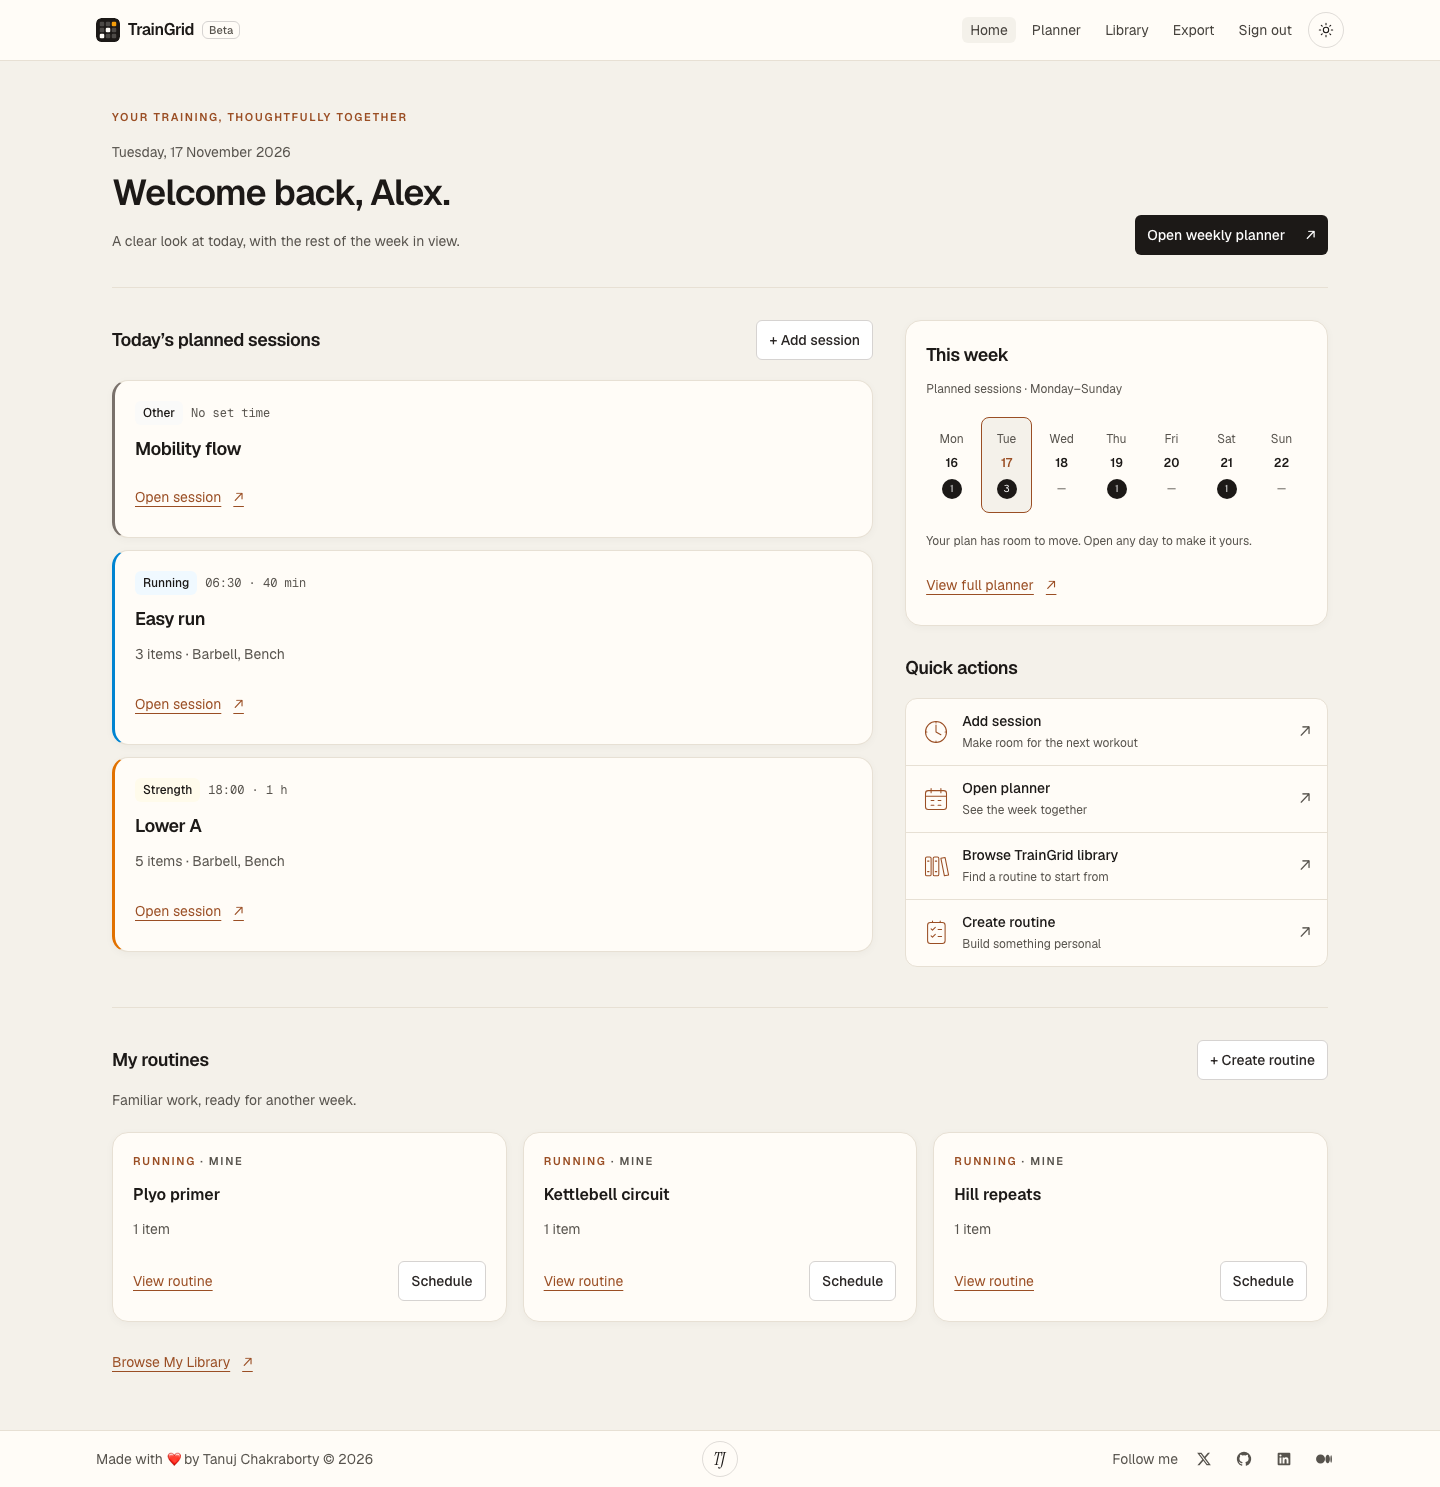 TrainGrid Beta
Home Planner Library Export Sign out
YOUR TRAINING, THOUGHTFULLY TOGETHER
Tuesday, 17 November 2026
Welcome back, Alex.
A clear look at today, with the rest of the week in view.
Open weekly planner ↗
Today’s planned sessions
+ Add session
Other No set time
Mobility flow
Open session ↗
Running 06:30 · 40 min
Easy run
3 items · Barbell, Bench
Open session ↗
Strength 18:00 · 1 h
Lower A
5 items · Barbell, Bench
Open session ↗
This week
Planned sessions · Monday–Sunday
Mon Tue Wed Thu Fri Sat Sun
16 17 18 19 20 21 22
1 3 — 1 — 1 —
Your plan has room to move. Open any day to make it yours.
View full planner ↗
Quick actions
Add session ↗
Make room for the next workout
Open planner ↗
See the week together
Browse TrainGrid library ↗
Find a routine to start from
Create routine ↗
Build something personal
My routines
+ Create routine
Familiar work, ready for another week.
RUNNING · MINE
Plyo primer
1 item
View routine Schedule
RUNNING · MINE
Kettlebell circuit
1 item
View routine Schedule
RUNNING · MINE
Hill repeats
1 item
View routine Schedule
Browse My Library ↗
Made with ❤️ by Tanuj Chakraborty © 2026
TJ
Follow me